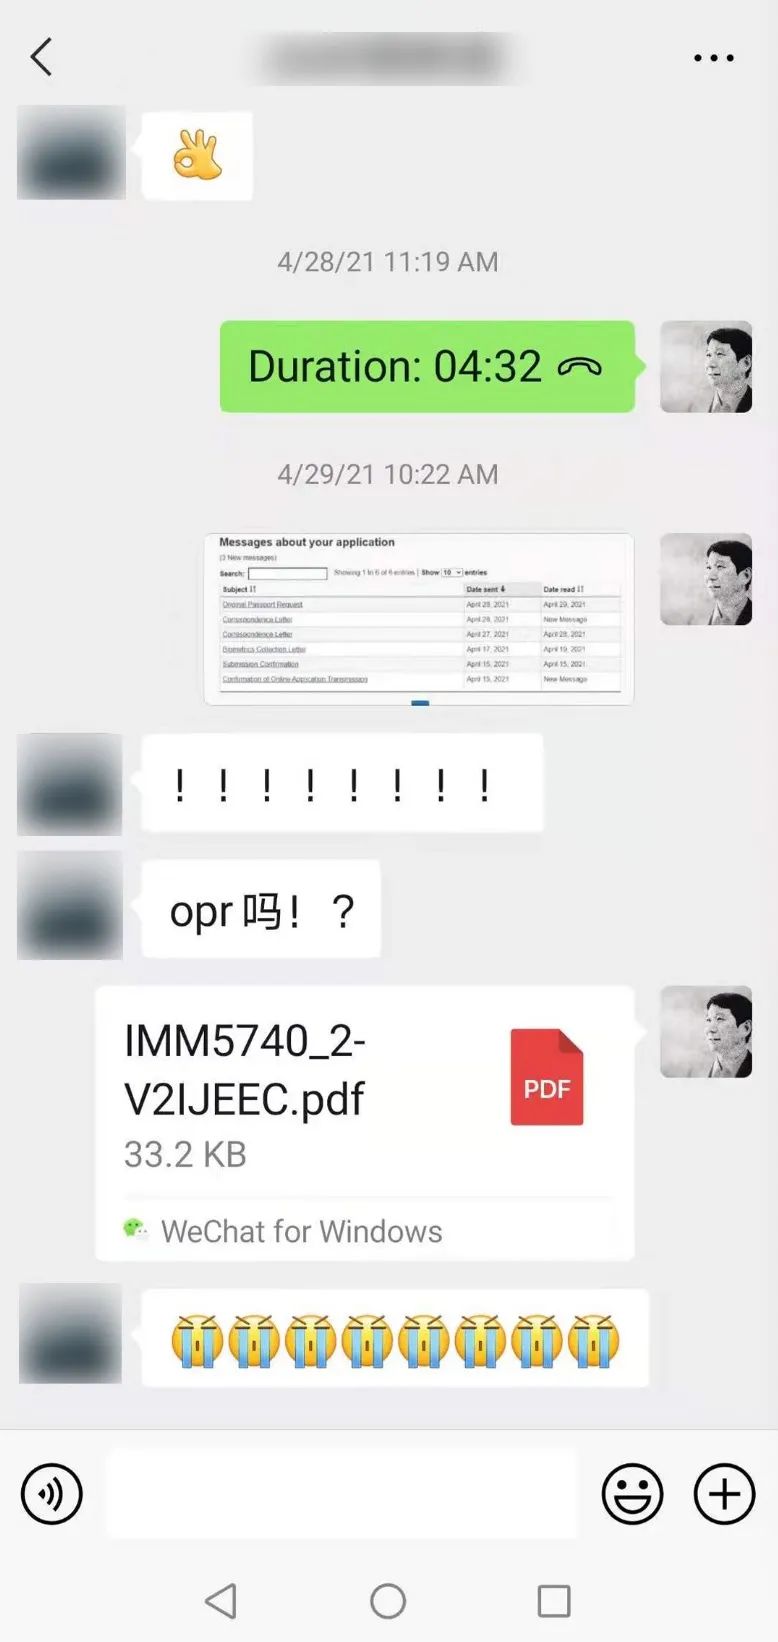 4/28/21 11:19 AM
Duration: 04:32
4/29/21 10:22 AM
Messages about your application
(3 New messages)
Search: Showing 1 to 6 of 6 entries | Show 10 entries
Subject Date sent Date read
Original Passport Request April 28, 2021 April 29, 2021
Correspondence Letter April 28, 2021 New Message
Correspondence Letter April 27, 2021 April 28, 2021
Biometrics Collection Letter April 17, 2021 April 19, 2021
Submission Confirmation April 15, 2021 April 15, 2021
Confirmation of Online Application Transmission April 15, 2021 New Message
！！！！！！！！
opr吗！？
IMM5740_2-
V2IJEEC.pdf
PDF
33.2 KB
WeChat for Windows